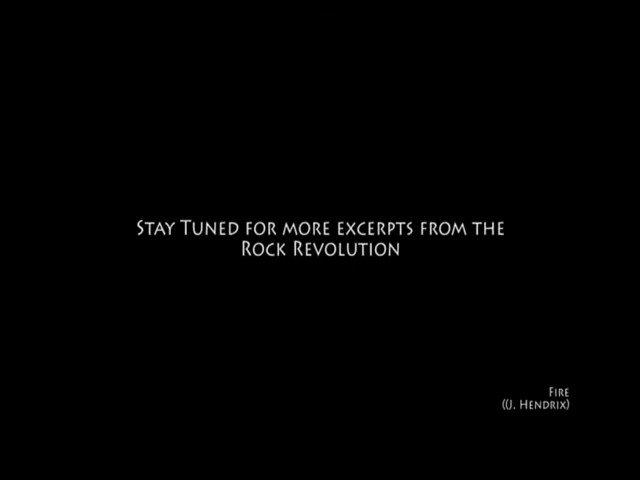 Stay Tuned for more excerpts from the
Rock Revolution
Fire
((J. Hendrix)